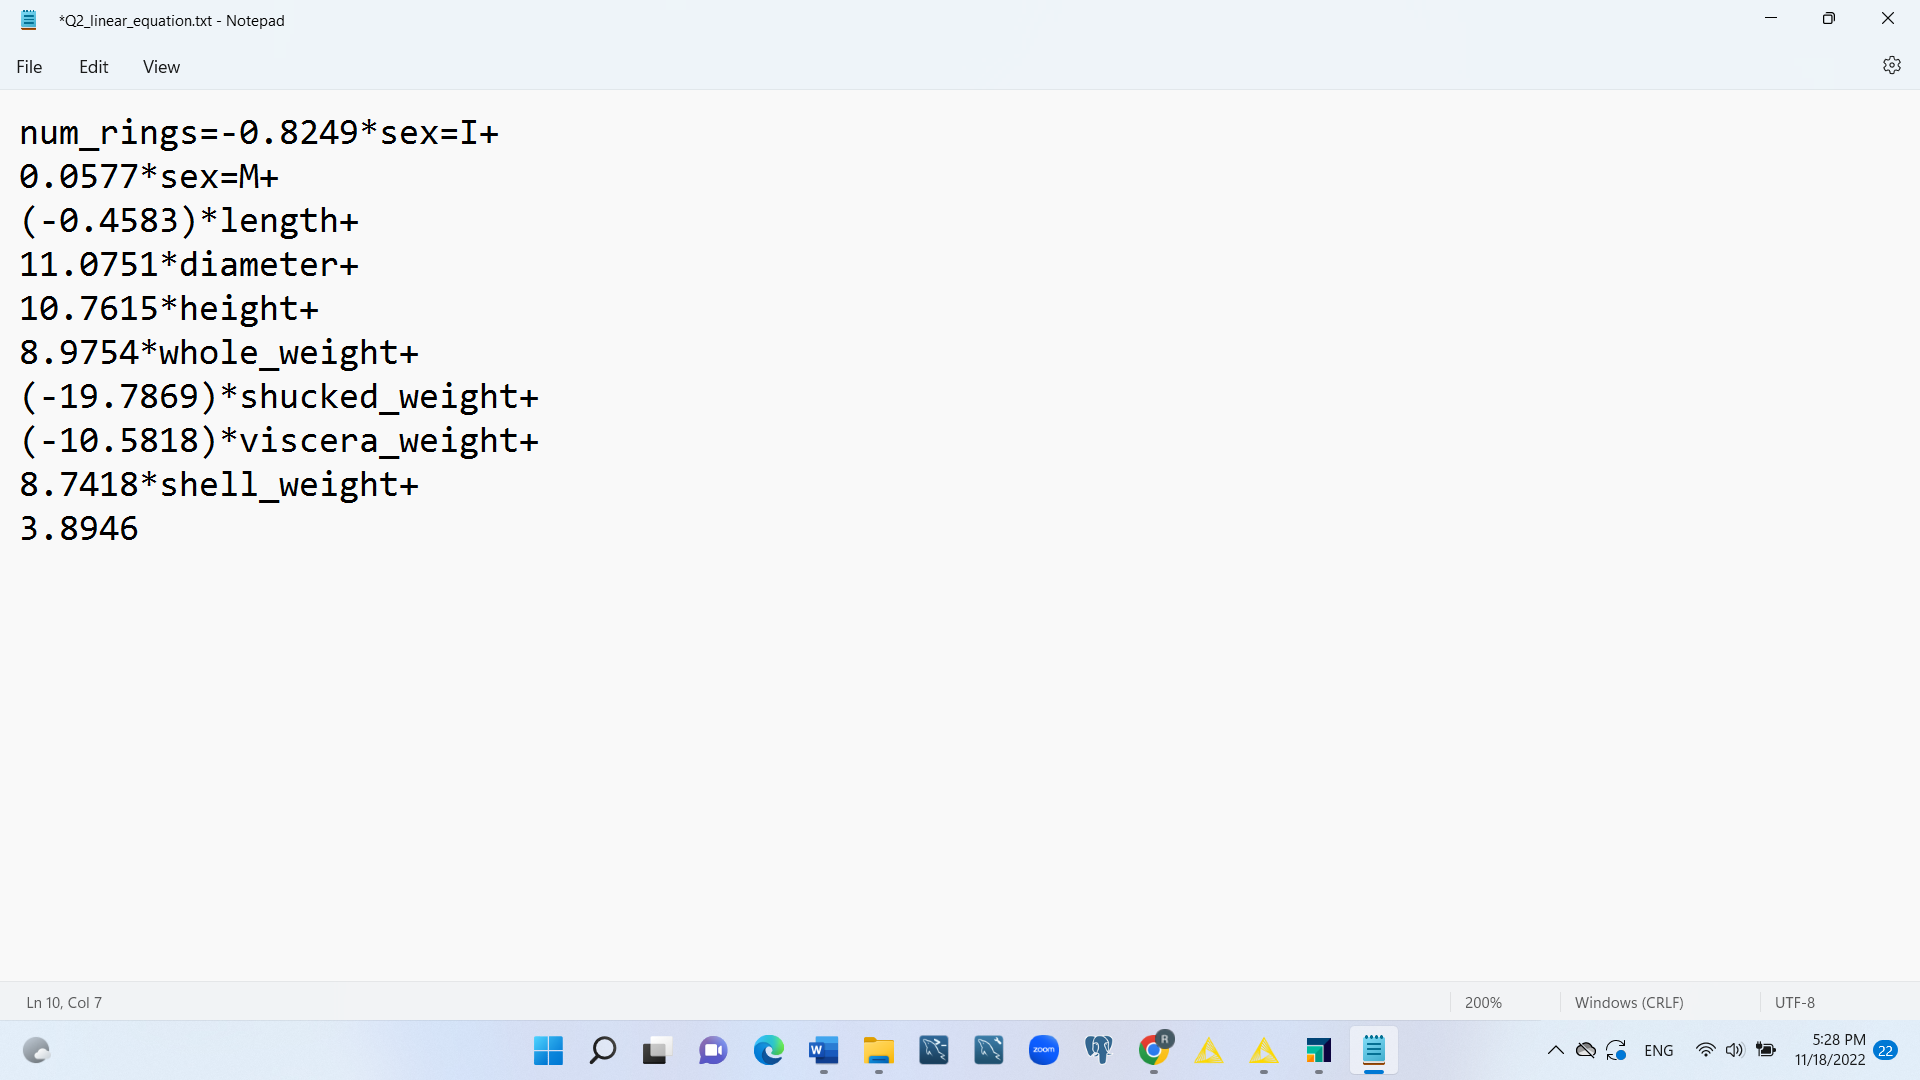 *Q2_linear_equation.txt - Notepad
File Edit View
num_rings=-0.8249*sex=I+
0.0577*sex=M+
(-0.4583)*length+
11.0751*diameter+
10.7615*height+
8.9754*whole_weight+
(-19.7869)*shucked_weight+
(-10.5818)*viscera_weight+
8.7418*shell_weight+
3.8946
Ln 10, Col 7 200% Windows (CRLF) UTF-8
W zoom R ENG 5:28 PM 22
11/18/2022